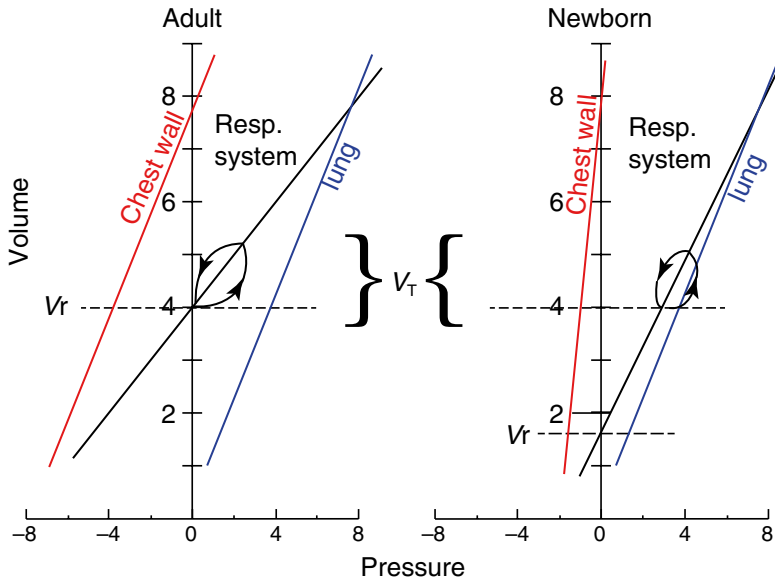 Adult
Newborn
Volume
8
6
4
2
Chest wall
Resp.
system
lung
Vr
VT
8
6
4
2
Chest wall
Resp.
system
lung
Vr
−8
−4
0
4
8
−8
−4
0
4
8
Pressure